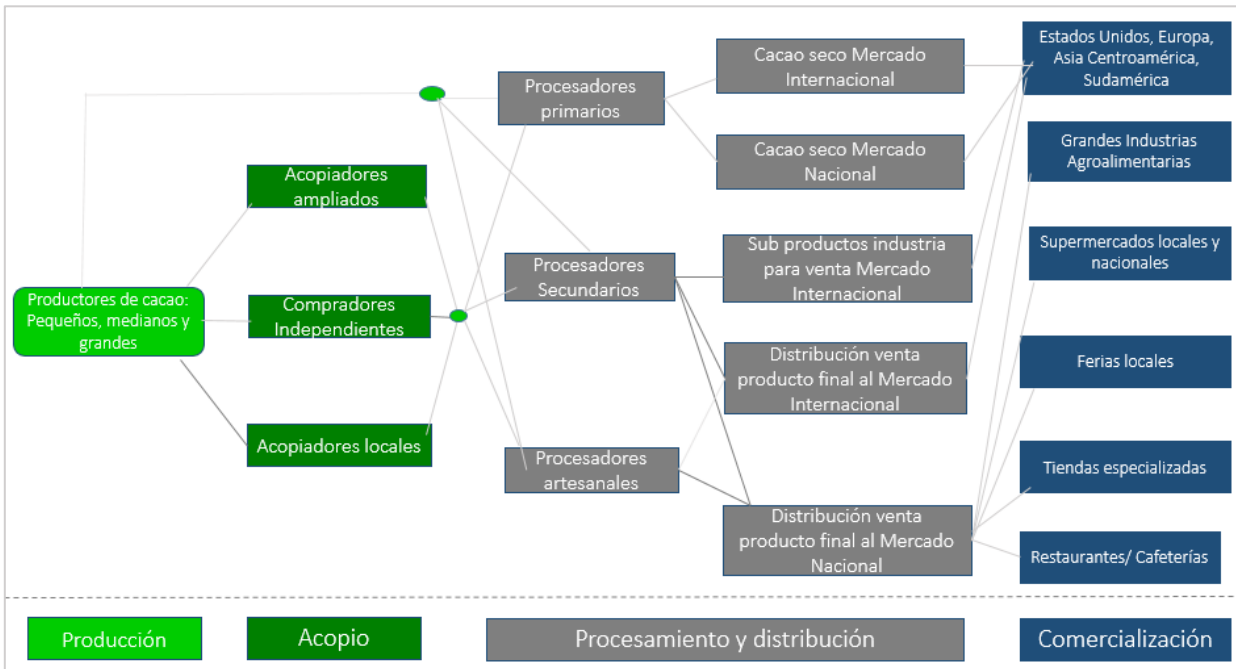 Productores de cacao:
Pequeños, medianos y
grandes
Acopiadores
ampliados
Compradores
Independientes
Acopiadores locales
Procesadores
primarios
Procesadores
Secundarios
Procesadores
artesanales
Cacao seco Mercado
Internacional
Cacao seco Mercado
Nacional
Sub productos industria
para venta Mercado
Internacional
Distribución venta
producto final al Mercado
Internacional
Distribución venta
producto final al Mercado
Nacional
Estados Unidos, Europa,
Asia Centroamérica,
Sudamérica
Grandes Industrias
Agroalimentarias
Supermercados locales y
nacionales
Ferias locales
Tiendas especializadas
Restaurantes/ Cafeterías
Producción
Acopio
Procesamiento y distribución
Comercialización